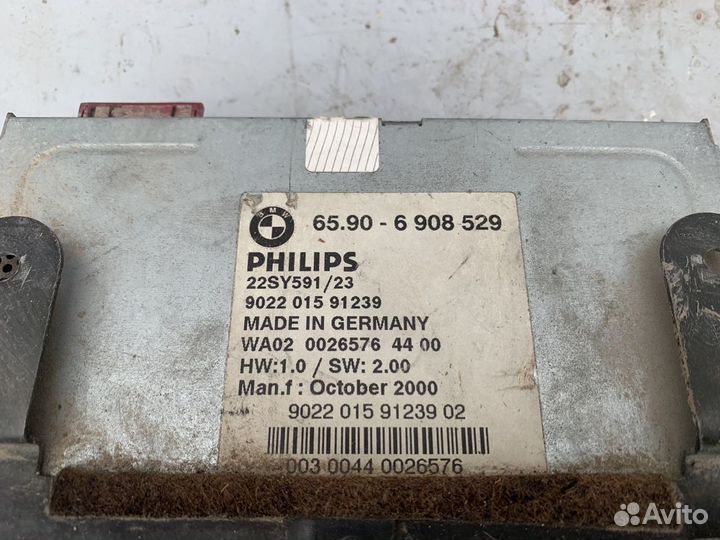 BMW
65.90 - 6 908 529
PHILIPS
22SY591/23
9022 015 91239
MADE IN GERMANY
WA02 0026576 44 00
HW:1.0 / SW: 2.00
Man.f : October 2000
9022 015 91239 02
003 0044 0026576
Avito